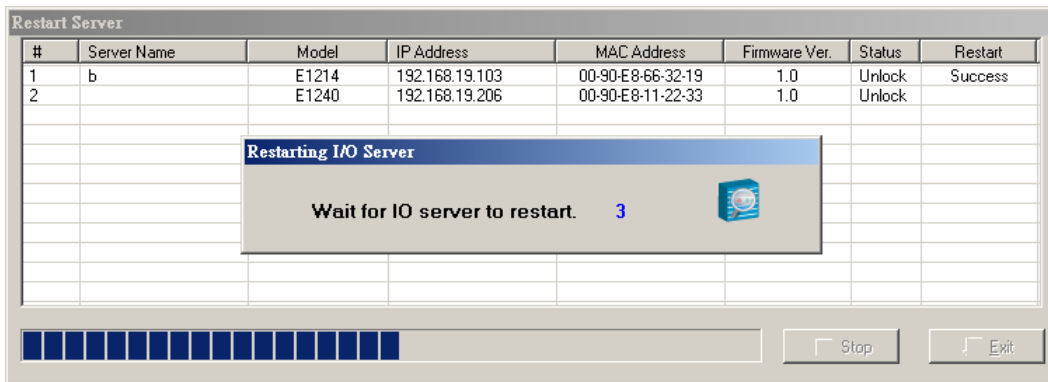 Restart Server
# Server Name Model IP Address MAC Address Firmware Ver. Status Restart
1 b E1214 192.168.19.103 00-90-E8-66-32-19 1.0 Unlock Success
2 E1240 192.168.19.206 00-90-E8-11-22-33 1.0 Unlock
Restarting I/O Server
Wait for IO server to restart. 3
Stop Exit